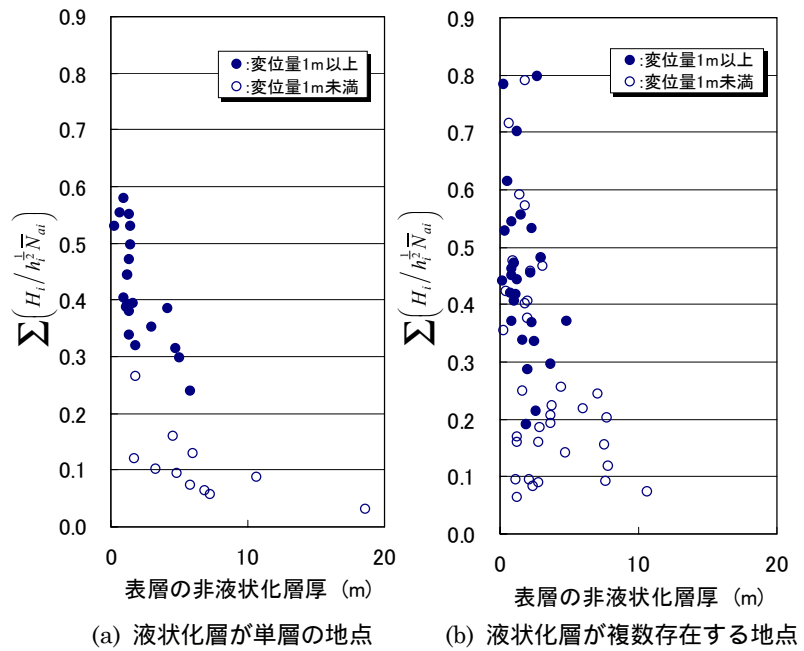 0.9
0.8
0.7
0.6
0.5
0.4
0.3
0.2
0.1
0.0
●:変位量1m以上
○:変位量1m未満
∑(H_i/h_i^{1/2} N̅_{ai})
0 10 20
表層の非液状化層厚 (m)
(a) 液状化層が単層の地点
0.9
0.8
0.7
0.6
0.5
0.4
0.3
0.2
0.1
0.0
●:変位量1m以上
○:変位量1m未満
∑(H_i/h_i^{1/2} N̅_{ai})
0 10 20
表層の非液状化層厚 (m)
(b) 液状化層が複数存在する地点